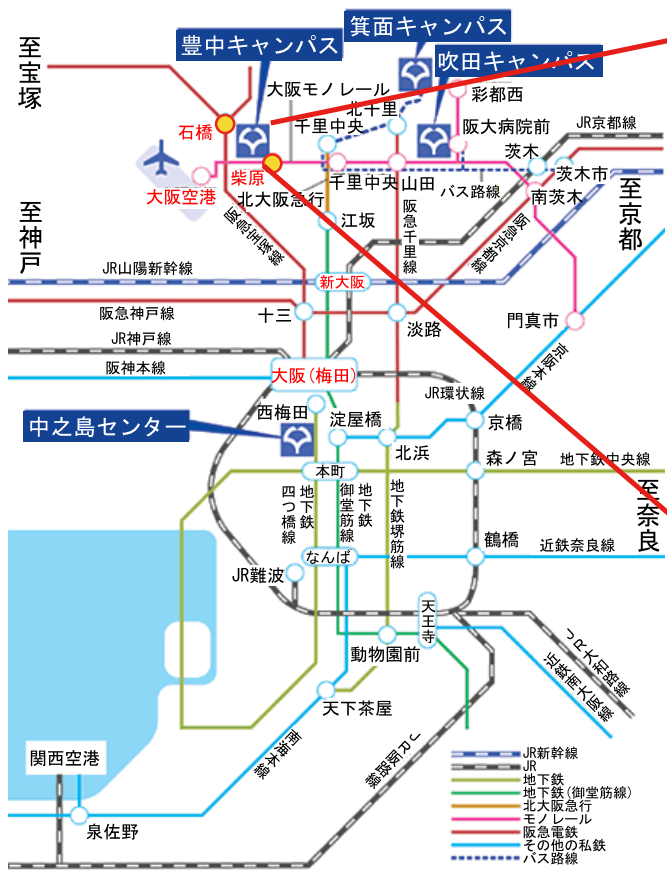 箕面キャンパス
豊中キャンパス
吹田キャンパス
至宝塚
大阪モノレール
彩都西
北千里
千里中央
石橋
阪大病院前
JR京都線
茨木
柴原
大阪空港
千里中央
山田
茨木市
バス路線
北大阪急行
南茨木
至京都
至神戸
江坂
阪急宝塚線
阪急千里線
阪急京都線
JR山陽新幹線
新大阪
阪急神戸線
十三
淡路
門真市
JR神戸線
京阪本線
阪神本線
大阪(梅田)
JR環状線
西梅田
淀屋橋
京橋
中之島センター
北浜
本町
森ノ宮
地下鉄中央線
至奈良
地下鉄四つ橋線
地下鉄御堂筋線
地下鉄堺筋線
なんば
鶴橋
近鉄奈良線
JR難波
天王寺
動物園前
JR大和路線
近鉄南大阪線
天下茶屋
南海本線
JR阪路線
関西空港
泉佐野
JR新幹線
JR
地下鉄
地下鉄(御堂筋線)
北大阪急行
モノレール
阪急電鉄
その他の私鉄
バス路線